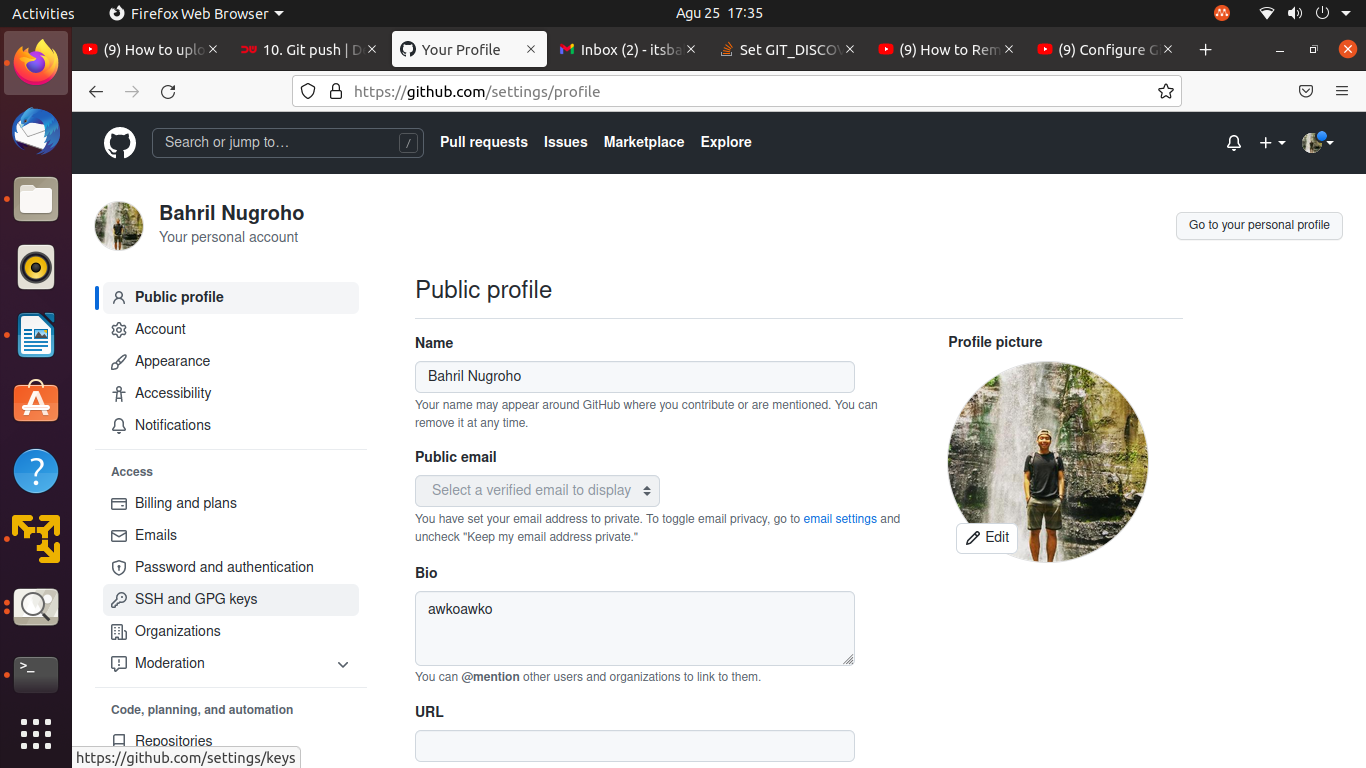 Activities
Firefox Web Browser
Agu 25 17:35
(9) How to uplo
10. Git push | D
Your Profile
Inbox (2) - itsba
Set GIT_DISCOV
(9) How to Rem
(9) Configure G
https://github.com/settings/profile
Search or jump to…
/
Pull requests
Issues
Marketplace
Explore
Bahril Nugroho
Your personal account
Go to your personal profile
Public profile
Account
Appearance
Accessibility
Notifications
Access
Billing and plans
Emails
Password and authentication
SSH and GPG keys
Organizations
Moderation
Code, planning, and automation
Repositories
https://github.com/settings/keys
Public profile
Name
Bahril Nugroho
Your name may appear around GitHub where you contribute or are mentioned. You can
remove it at any time.
Public email
Select a verified email to display
You have set your email address to private. To toggle email privacy, go to email settings and
uncheck "Keep my email address private."
Bio
awkoawko
You can @mention other users and organizations to link to them.
URL
Profile picture
Edit